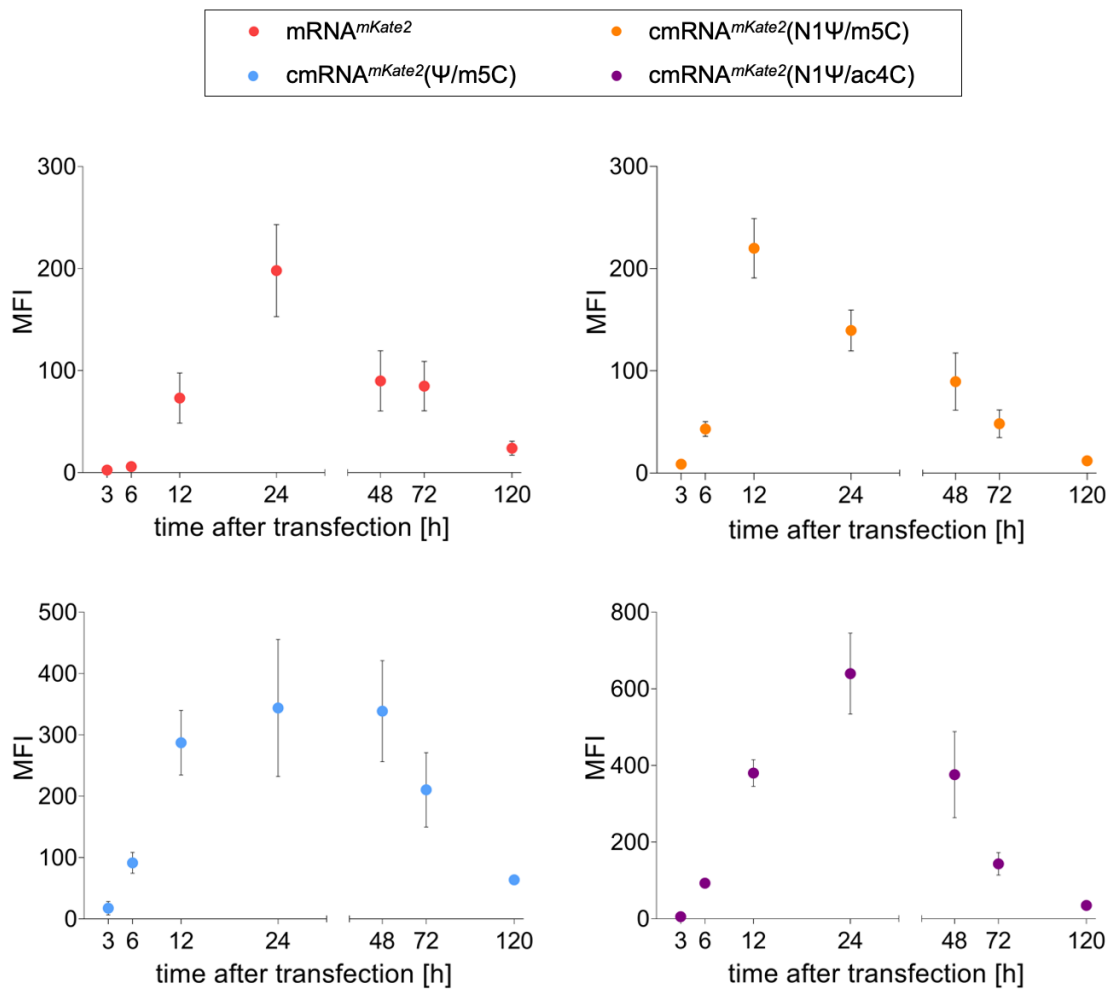 mRNA^mKate2
cmRNA^mKate2(N1Ψ/m5C)
cmRNA^mKate2(Ψ/m5C)
cmRNA^mKate2(N1Ψ/ac4C)
300
200
100
0
MFI
3 6 12 24 48 72 120
time after transfection [h]
300
200
100
0
MFI
3 6 12 24 48 72 120
time after transfection [h]
500
400
300
200
100
0
MFI
3 6 12 24 48 72 120
time after transfection [h]
800
600
400
200
0
MFI
3 6 12 24 48 72 120
time after transfection [h]